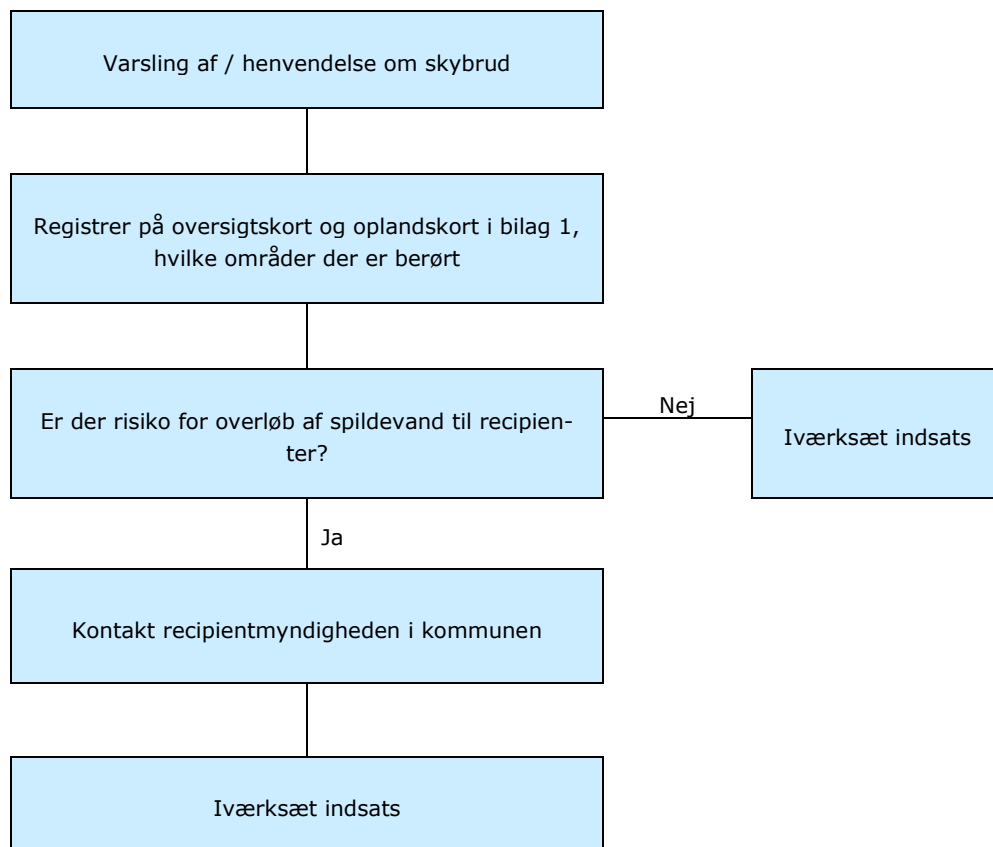 Varsling af / henvendelse om skybrud
Registrer på oversigtskort og oplandskort i bilag 1,
hvilke områder der er berørt
Er der risiko for overløb af spildevand til recipien-
ter?
Nej
Iværksæt indsats
Ja
Kontakt recipientmyndigheden i kommunen
Iværksæt indsats